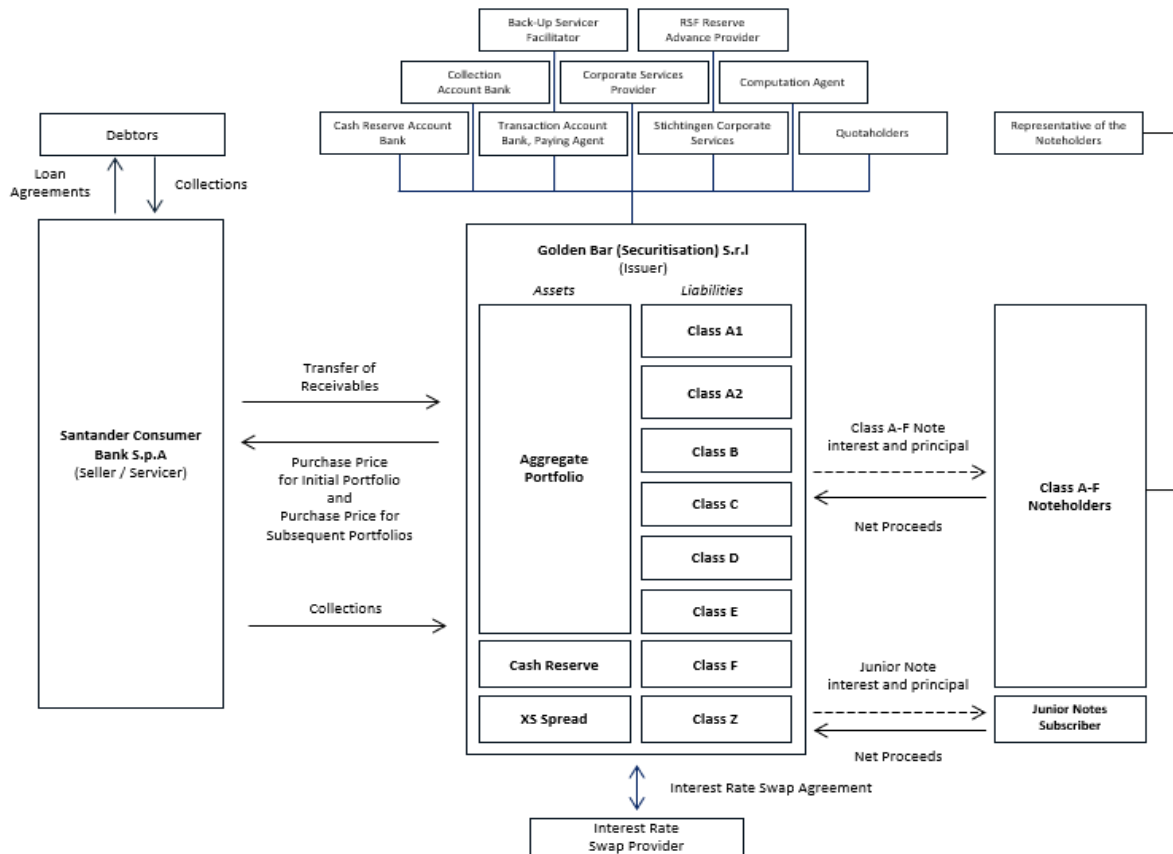 Back-Up Servicer
Facilitator
RSF Reserve
Advance Provider
Collection
Account Bank
Corporate Services
Provider
Computation Agent
Debtors
Cash Reserve Account
Bank
Transaction Account
Bank, Paying Agent
Stichtingen Corporate
Services
Quotaholders
Representative of the
Noteholders
Loan
Agreements
Collections
Golden Bar (Securitisation) S.r.l
(Issuer)
Assets
Liabilities
Santander Consumer
Bank S.p.A
(Seller / Servicer)
Transfer of
Receivables
Purchase Price
for Initial Portfolio
and
Purchase Price for
Subsequent Portfolios
Collections
Aggregate
Portfolio
Cash Reserve
XS Spread
Class A1
Class A2
Class B
Class C
Class D
Class E
Class F
Class Z
Class A-F Note
interest and principal
Net Proceeds
Class A-F
Noteholders
Junior Note
interest and principal
Net Proceeds
Junior Notes
Subscriber
Interest Rate Swap Agreement
Interest Rate
Swap Provider